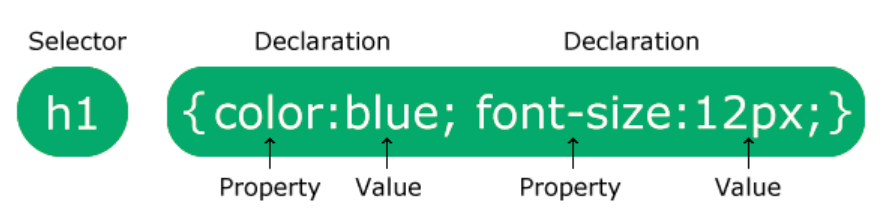 Selector Declaration Declaration
h1 {color:blue; font-size:12px;}
Property Value Property Value